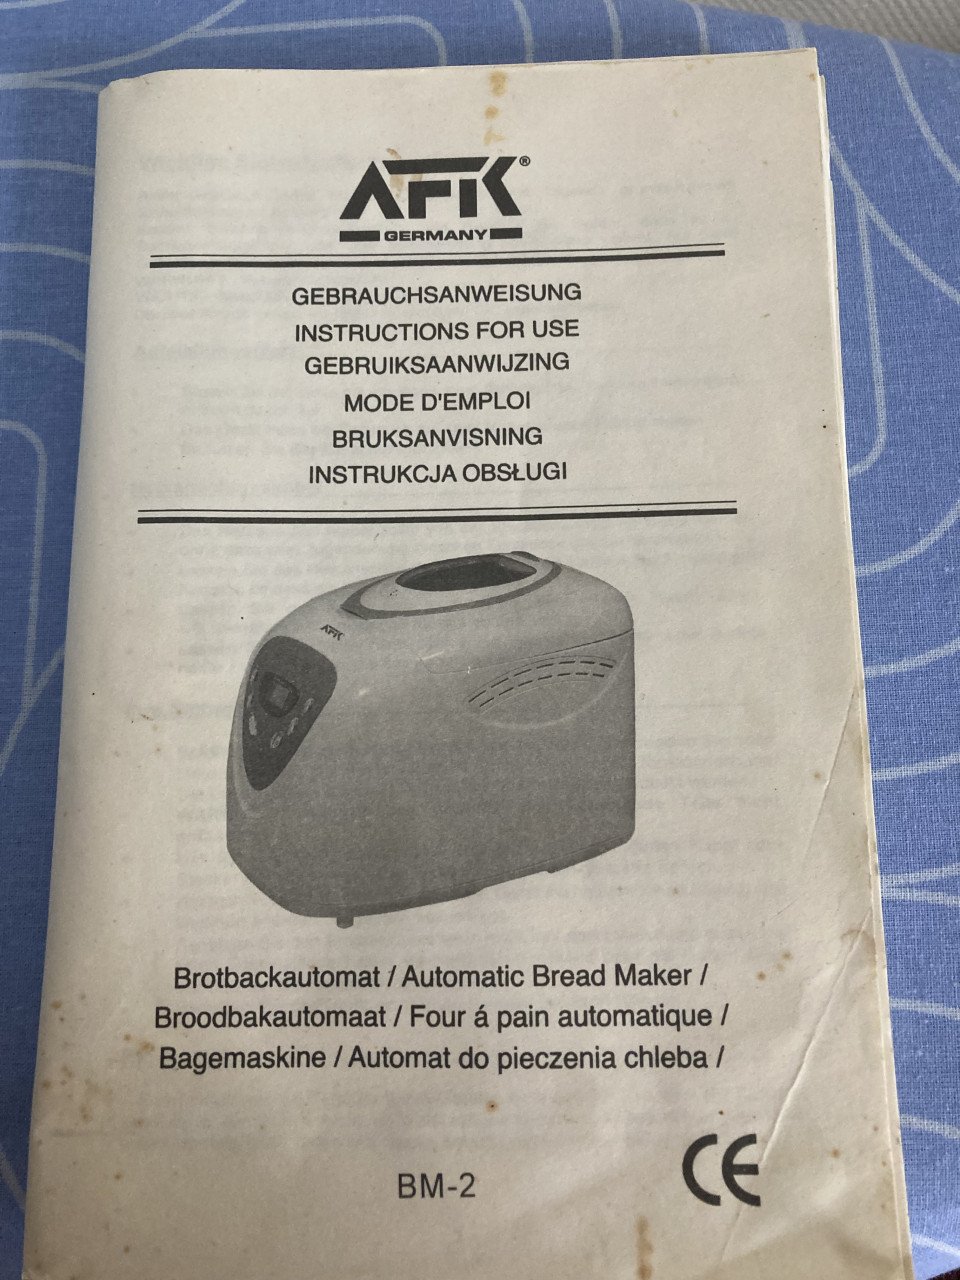 AFK®
GERMANY
GEBRAUCHSANWEISUNG
INSTRUCTIONS FOR USE
GEBRUIKSAANWIJZING
MODE D'EMPLOI
BRUKSANVISNING
INSTRUKCJA OBSŁUGI
AFK
Brotbackautomat / Automatic Bread Maker /
Broodbakautomaat / Four á pain automatique /
Bagemaskine / Automat do pieczenia chleba /
BM-2
CE